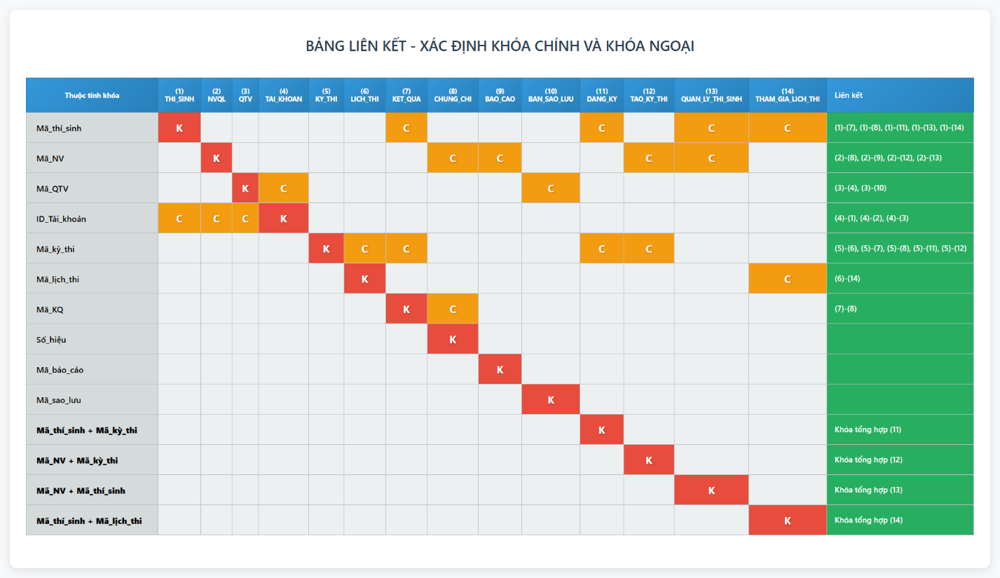 BẢNG LIÊN KẾT - XÁC ĐỊNH KHÓA CHÍNH VÀ KHÓA NGOẠI
Thuộc tính khóa (1) THI_SINH (2) NVQL (3) QTV (4) TAI_KHOAN (5) KY_THI (6) LICH_THI (7) KET_QUA (8) CHUNG_CHI (9) BAO_CAO (10) BAN_SAO_LUU (11) DANG_KY (12) TAO_KY_THI (13) QUAN_LY_THI_SINH (14) THAM_GIA_LICH_THI Liên kết
Mã_thí_sinh K C C C C (1)-(7), (1)-(8), (1)-(11), (1)-(13), (1)-(14)
Mã_NV K C C C C (2)-(8), (2)-(9), (2)-(12), (2)-(13)
Mã_QTV K C C (3)-(4), (3)-(10)
ID_Tài_khoản C C C K (4)-(1), (4)-(2), (4)-(3)
Mã_kỳ_thi K C C C C (5)-(6), (5)-(7), (5)-(8), (5)-(11), (5)-(12)
Mã_lịch_thi K C (6)-(14)
Mã_KQ K C (7)-(8)
Số_hiệu K
Mã_báo_cáo K
Mã_sao_lưu K
Mã_thí_sinh + Mã_kỳ_thi K Khóa tổng hợp (11)
Mã_NV + Mã_kỳ_thi K Khóa tổng hợp (12)
Mã_NV + Mã_thí_sinh K Khóa tổng hợp (13)
Mã_thí_sinh + Mã_lịch_thi K Khóa tổng hợp (14)